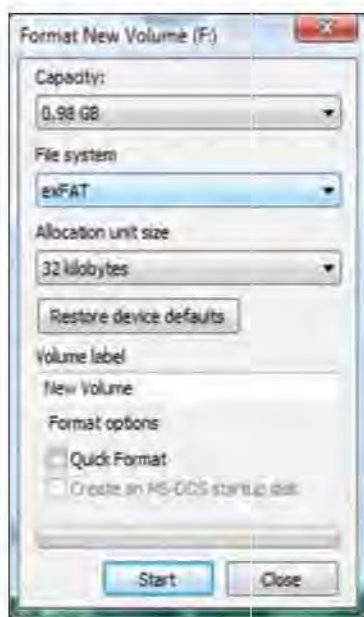 Format New Volume (F:)
Capacity:
0.98 GB
File system
exFAT
Allocation unit size
32 kilobytes
Restore device defaults
Volume label
New Volume
Format options
Quick Format
Create an MS-DOS startup disk
Start
Close